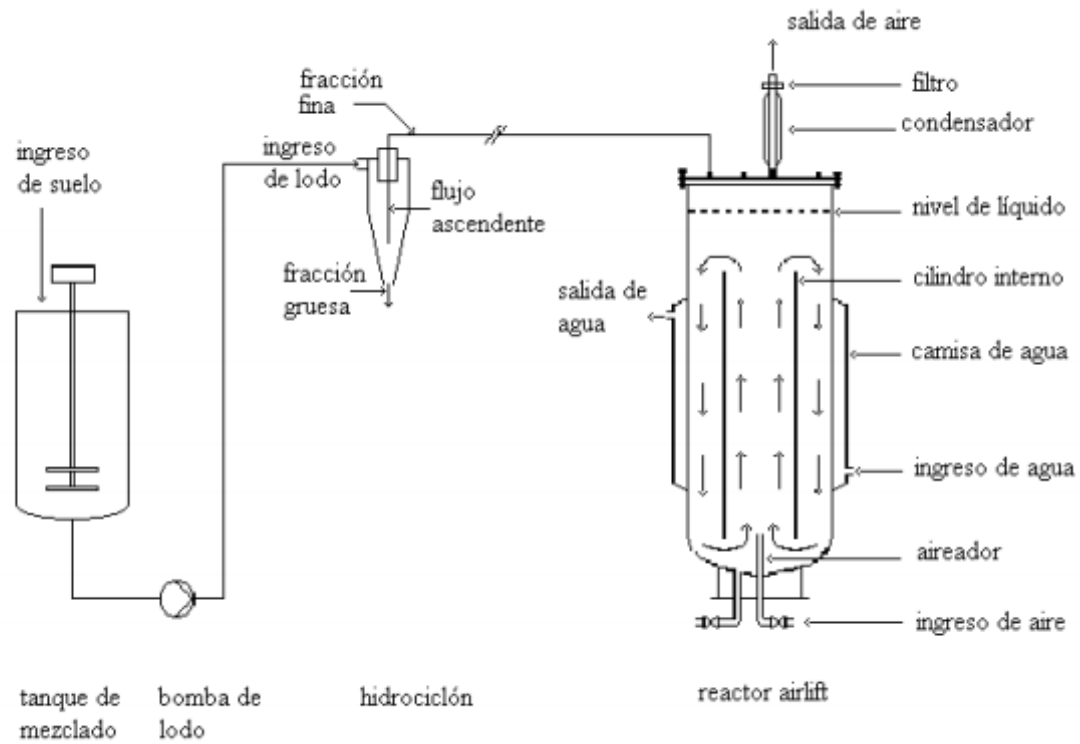 salida de aire
filtro
condensador
fracción
fina
ingreso
de lodo
ingreso
de suelo
flujo
ascendente
nivel de líquido
fracción
gruesa
cilindro interno
salida de
agua
camisa de agua
ingreso de agua
aireador
ingreso de aire
tanque de
mezclado
bomba de
lodo
hidrociclón
reactor airlift